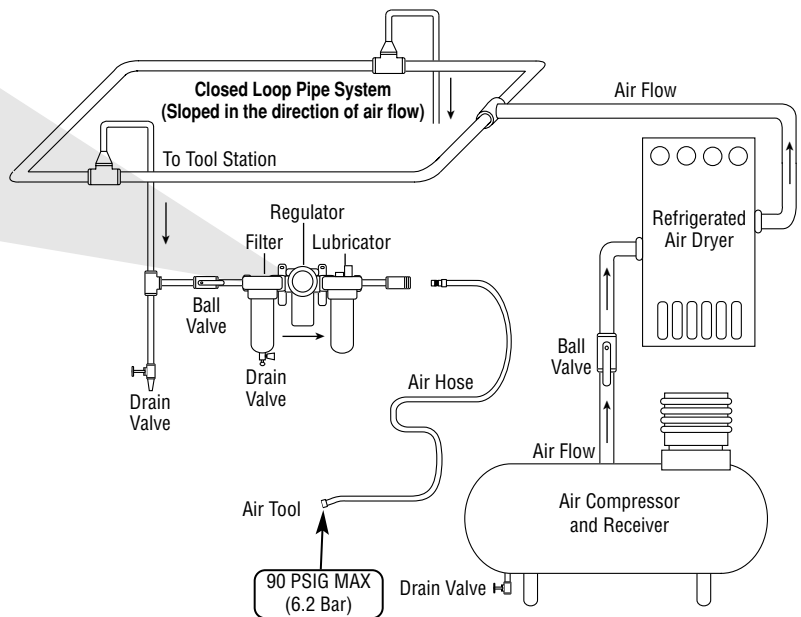 Closed Loop Pipe System
(Sloped in the direction of air flow)
Air Flow
To Tool Station
Regulator
Filter
Lubricator
Refrigerated
Air Dryer
Ball
Valve
Drain
Valve
Drain
Valve
Air Hose
Ball
Valve
Air Flow
Air Tool
Air Compressor
and Receiver
90 PSIG MAX
(6.2 Bar)
Drain Valve